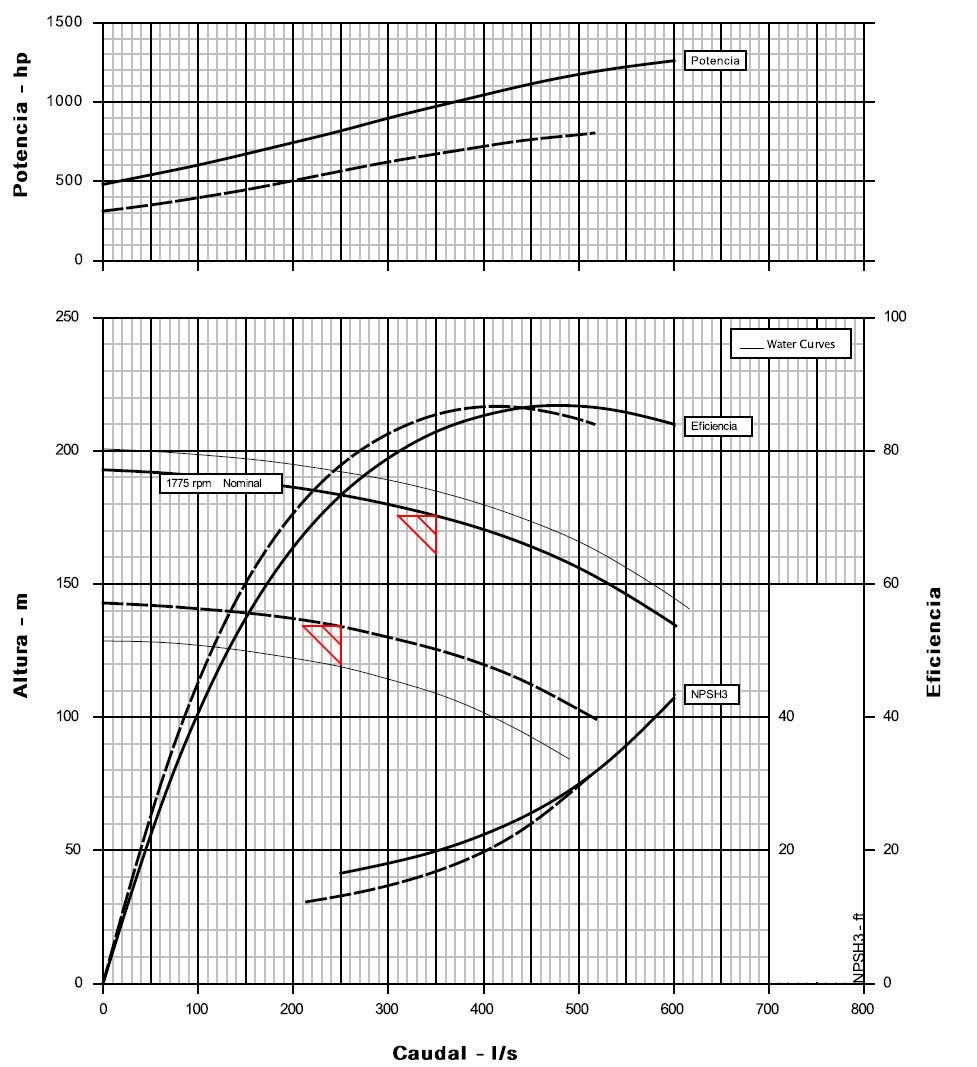 1500
1000
500
0
Potencia - hp
Potencia
250
200
150
100
50
0
Altura - m
100
80
60
40
20
0
Eficiencia
Water Curves
Eficiencia
1775 rpm Nominal
NPSH3
40
20
NPSH3 - ft
0 100 200 300 400 500 600 700 800
Caudal - l/s